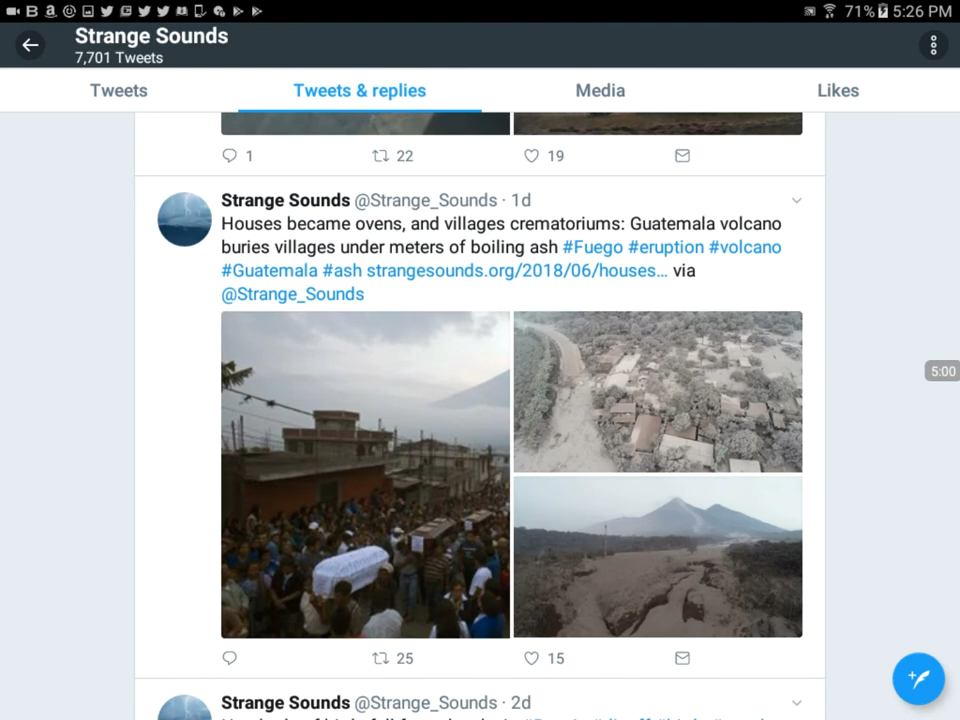 71% 5:26 PM
Strange Sounds
7,701 Tweets
Tweets Tweets & replies Media Likes
1 22 19
Strange Sounds @Strange_Sounds · 1d
Houses became ovens, and villages crematoriums: Guatemala volcano
buries villages under meters of boiling ash #Fuego #eruption #volcano
#Guatemala #ash strangesounds.org/2018/06/houses... via
@Strange_Sounds
5:00
25 15
Strange Sounds @Strange_Sounds · 2d